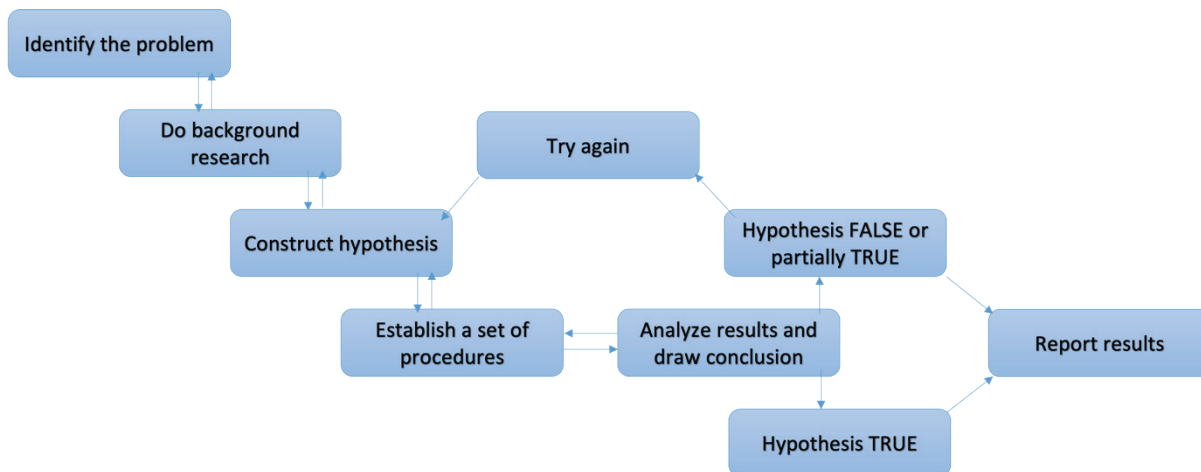 Identify the problem
Do background
research
Try again
Construct hypothesis
Hypothesis FALSE or
partially TRUE
Establish a set of
procedures
Analyze results and
draw conclusion
Report results
Hypothesis TRUE